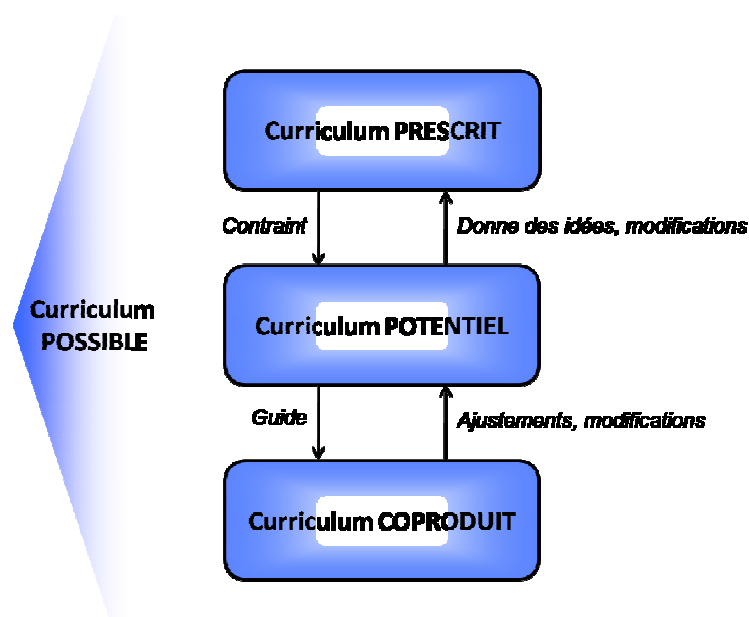 Curriculum PRESCRIT
Contraint
Donne des idées, modifications
Curriculum
POSSIBLE
Curriculum POTENTIEL
Guide
Ajustements, modifications
Curriculum COPRODUIT